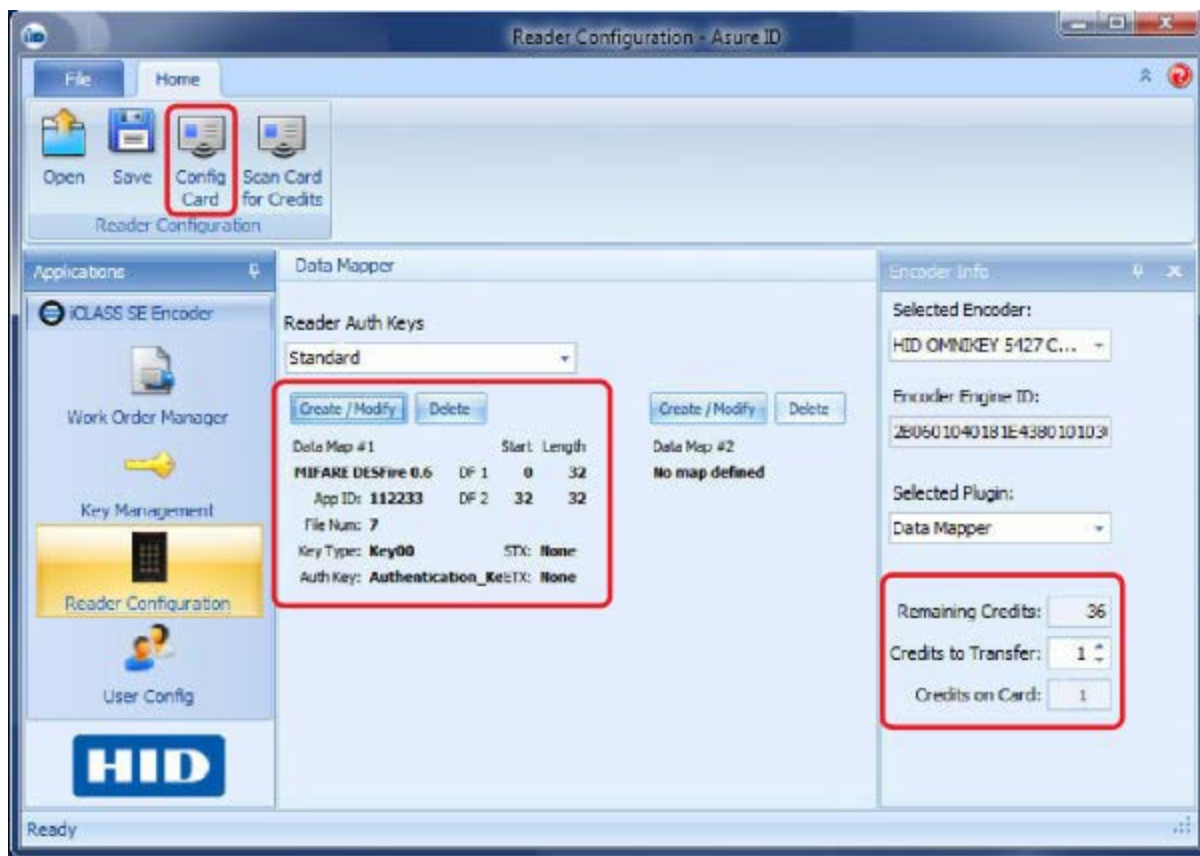 Reader Configuration - Asure ID
File Home
Open Save Config Card Scan Card for Credits
Reader Configuration
Applications
iCLASS SE Encoder
Work Order Manager
Key Management
Reader Configuration
User Config
HID
Data Mapper
Reader Auth Keys
Standard
Create / Modify Delete
Data Map #1 Start Length
MIFARE DESFire 0.6 DF 1 0 32
App ID: 112233 DF 2 32 32
File Num: 7
Key Type: Key00 STX: None
Auth Key: Authentication_Ke ETX: None
Create / Modify Delete
Data Map #2
No map defined
Encoder Info
Selected Encoder:
HID OMNIKEY 5427 C...
Encoder Engine ID:
2B0601040181E438010103
Selected Plugin:
Data Mapper
Remaining Credits: 36
Credits to Transfer: 1
Credits on Card: 1
Ready